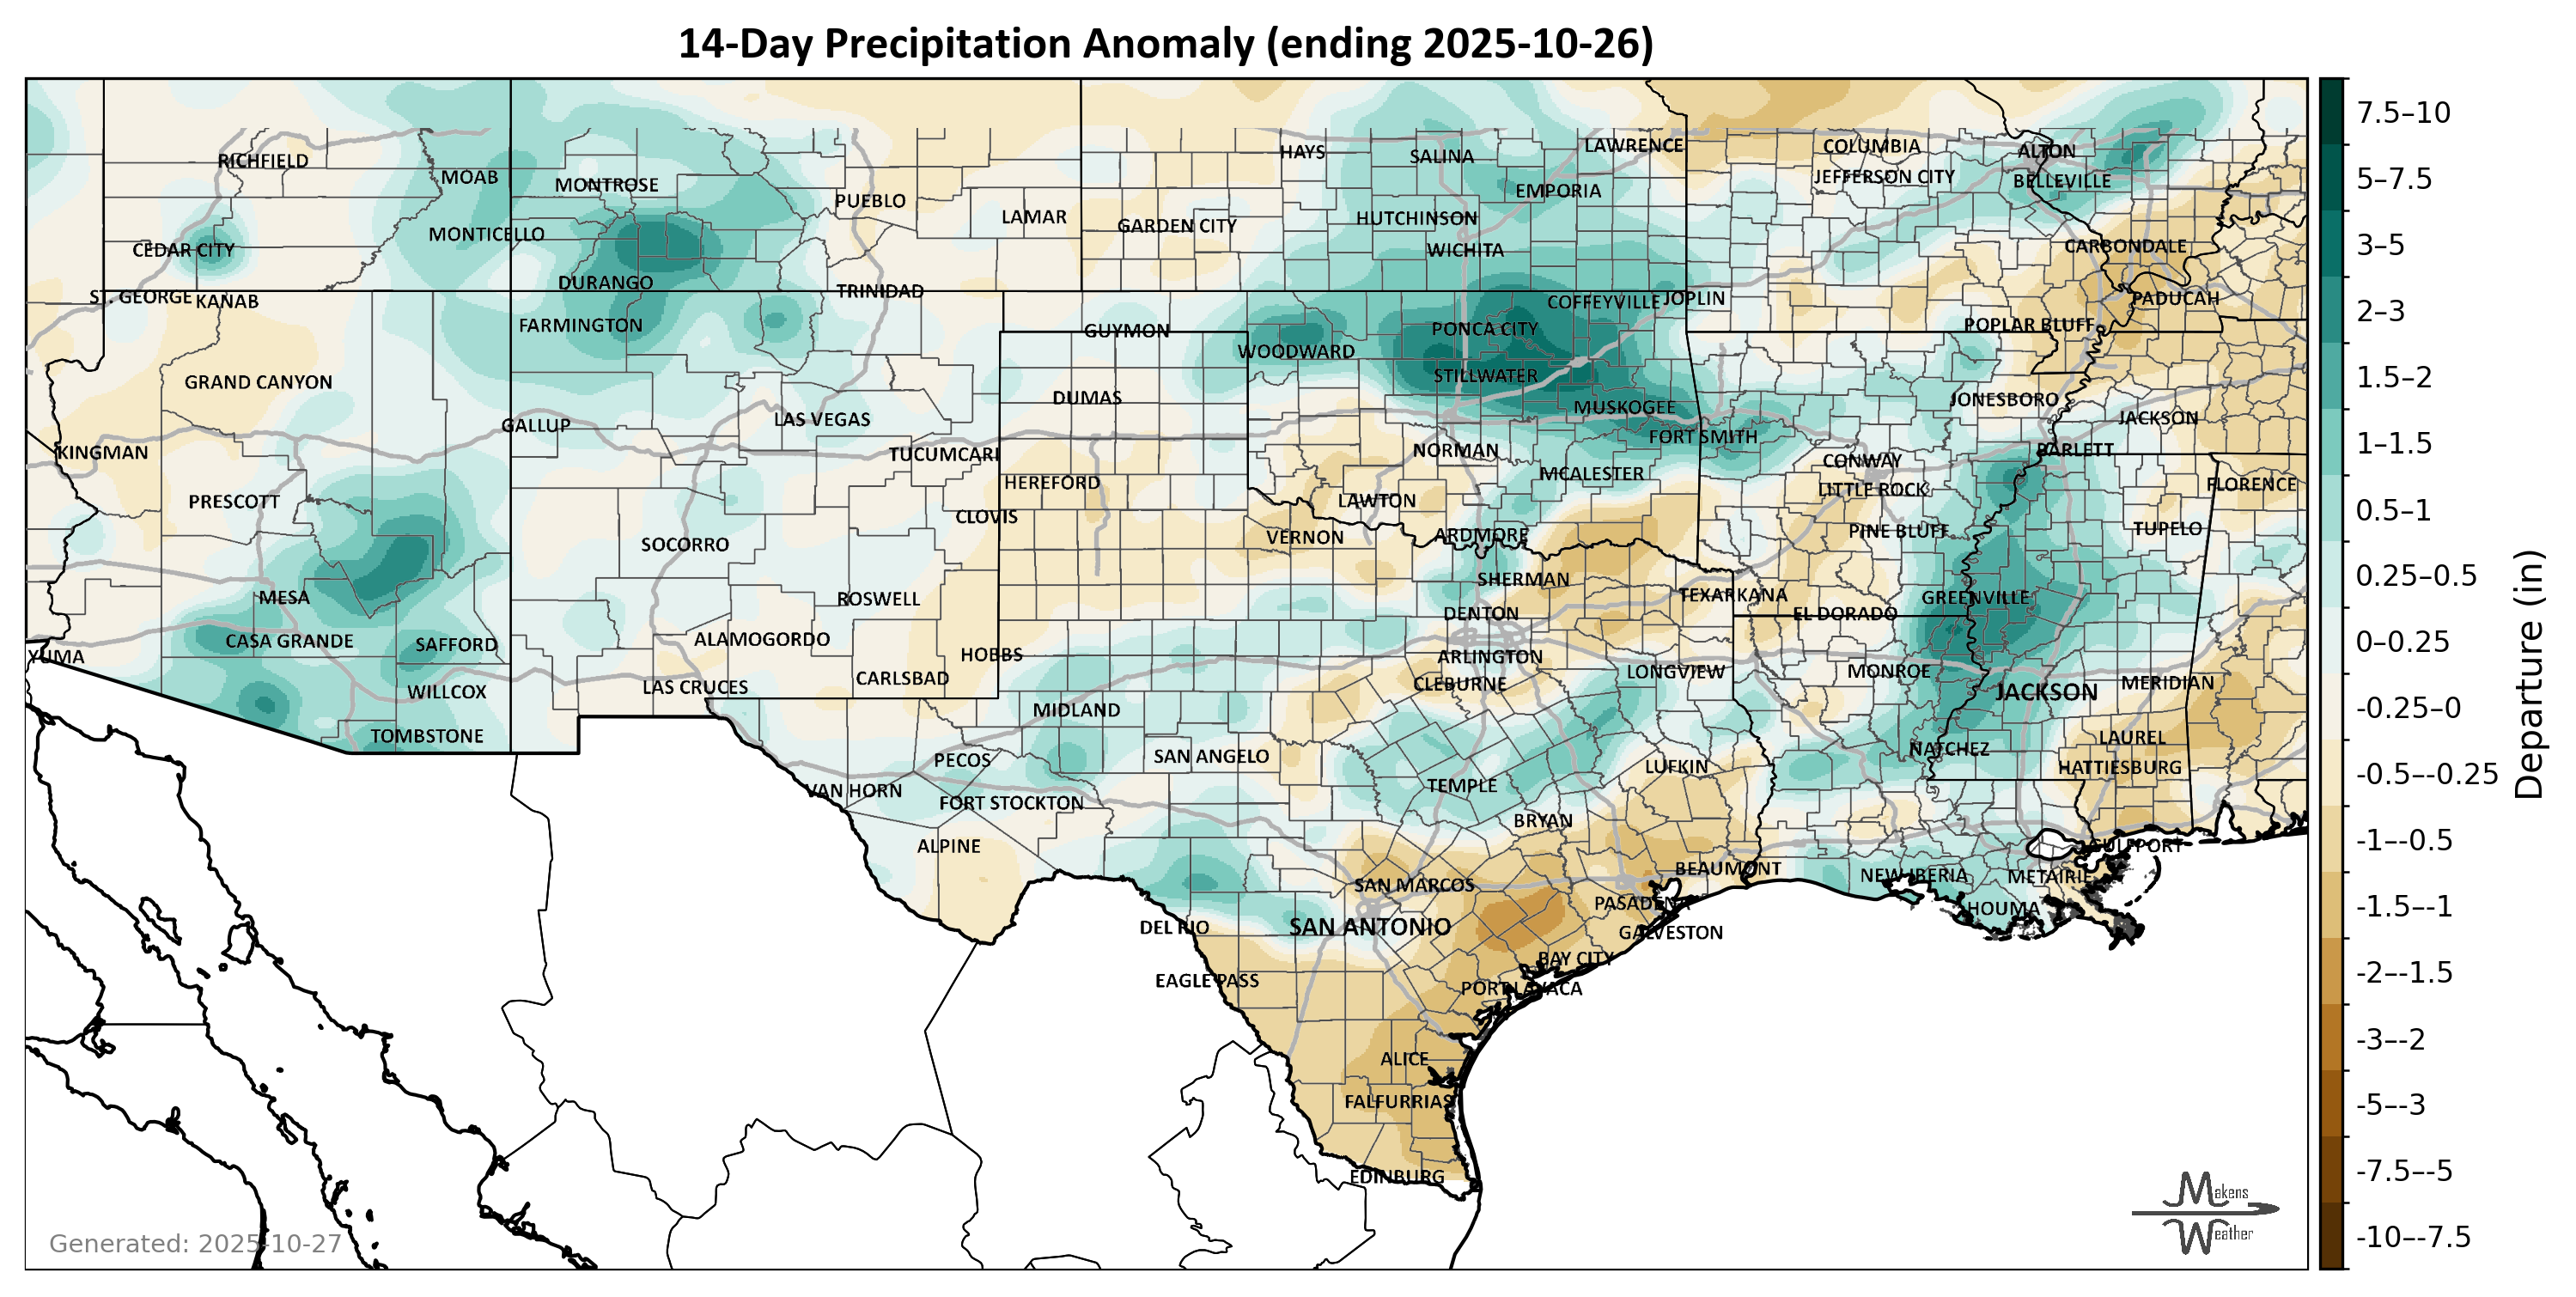 14-Day Precipitation Anomaly (ending 2025-10-26)
RICHFIELD
MOAB
MONTROSE
PUEBLO
LAMAR
CEDAR CITY
MONTICELLO
DURANGO
ST. GEORGE
KANAB
TRINIDAD
HAYS
SALINA
LAWRENCE
EMPORIA
GARDEN CITY
HUTCHINSON
WICHITA
COLUMBIA
JEFFERSON CITY
ALTON
BELLEVILLE
CARBONDALE
COFFEYVILLE
JOPLIN
PADUCAH
POPLAR BLUFF
GRAND CANYON
FARMINGTON
GUYMON
WOODWARD
PONCA CITY
STILLWATER
DUMAS
KINGMAN
GALLUP
LAS VEGAS
TUCUMCARI
MUSKOGEE
FORT SMITH
JONESBORO
JACKSON
BARLETT
PRESCOTT
HEREFORD
CLOVIS
NORMAN
MCALESTER
LAWTON
CONWAY
LITTLE ROCK
FLORENCE
SOCORRO
VERNON
ARDMORE
PINE BLUFF
TUPELO
MESA
ROSWELL
SHERMAN
DENTON
TEXARKANA
EL DORADO
GREENVILLE
YUMA
CASA GRANDE
SAFFORD
ALAMOGORDO
HOBBS
ARLINGTON
CLEBURNE
LONGVIEW
MONROE
JACKSON
MERIDIAN
WILLCOX
LAS CRUCES
CARLSBAD
MIDLAND
TOMBSTONE
PECOS
SAN ANGELO
TEMPLE
LUFKIN
NATCHEZ
LAUREL
HATTIESBURG
VAN HORN
FORT STOCKTON
BRYAN
ALPINE
SAN MARCOS
BEAUMONT
GULFPORT
NEW IBERIA
METAIRIE
HOUMA
DEL RIO
SAN ANTONIO
PASADENA
GALVESTON
EAGLE PASS
BAY CITY
PORT LAVACA
ALICE
FALFURRIAS
EDINBURG
Generated: 2025-10-27
Makens
Weather
7.5–10
5–7.5
3–5
2–3
1.5–2
1–1.5
0.5–1
0.25–0.5
0–0.25
-0.25–0
-0.5–-0.25
-1–-0.5
-1.5–-1
-2–-1.5
-3–-2
-5–-3
-7.5–-5
-10–-7.5
Departure (in)